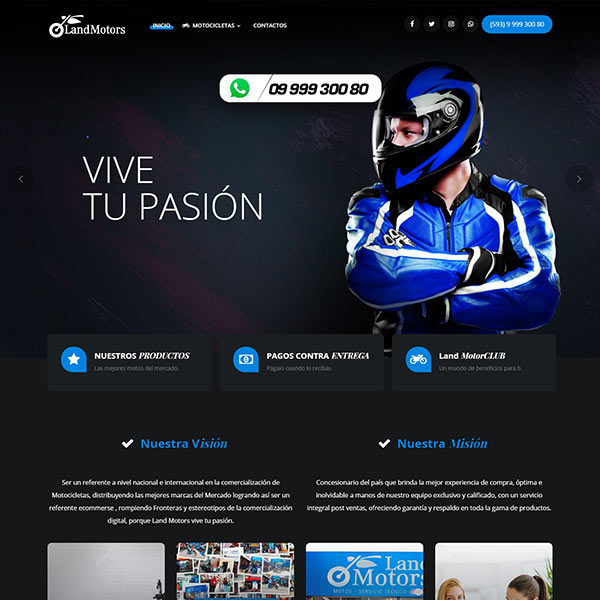 LandMotors
INICIO MOTOCICLETAS CONTACTOS (593) 9 999 300 80
09 999 300 80
VIVE
TU PASIÓN
NUESTROS PRODUCTOS
Las mejores motos del mercado.
PAGOS CONTRA ENTREGA
Págalo cuando lo recibas
Land MotorCLUB
Un mundo de beneficios para ti.
Nuestra Visión
Ser un referente a nivel nacional e internacional en la comercialización de
Motocicletas, distribuyendo las mejores marcas del Mercado logrando así ser un
referente ecommerse , rompiendo Fronteras y estereotipos de la comercialización
digital, porque Land Motors vive tu pasión.
Nuestra Misión
Concesionario del país que brinda la mejor experiencia de compra, óptima e
inolvidable a manos de nuestro equipo exclusivo y calificado, con un servicio
integral post ventas, ofreciendo garantía y respaldo en toda la gama de productos.
Land
Motors
MOTOS - SERVICIO TÉCNICO